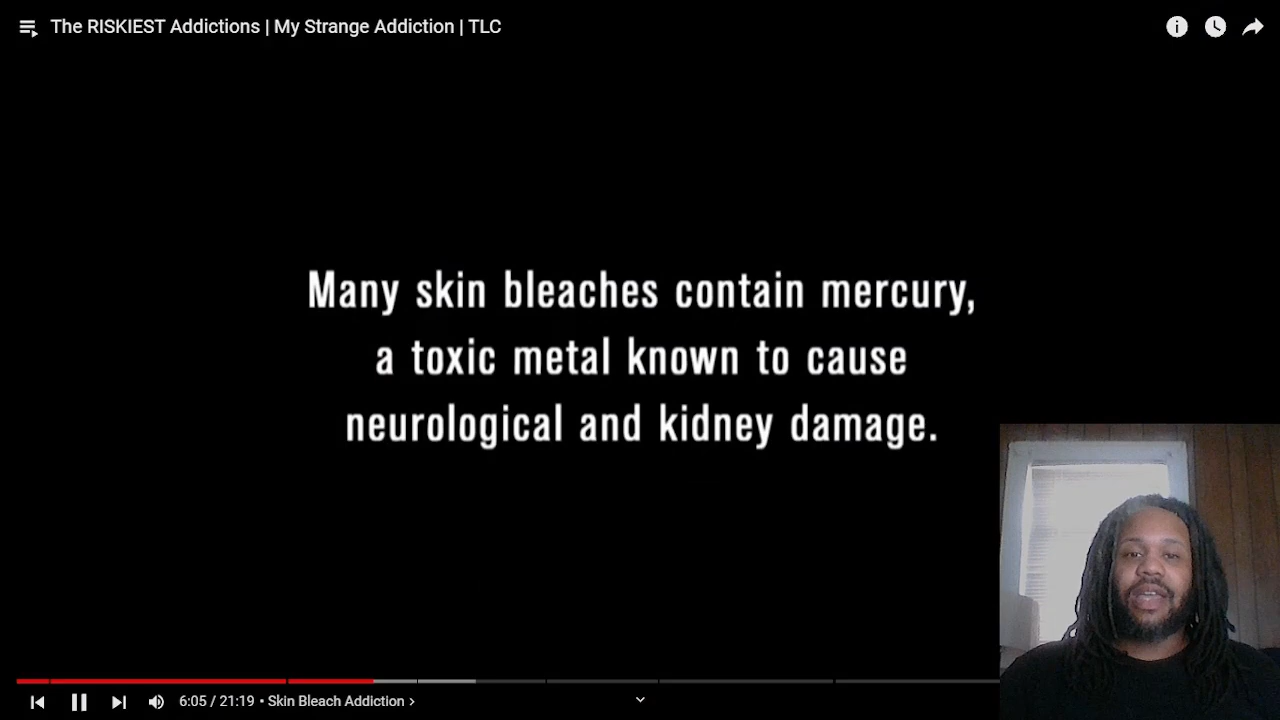 The RISKIEST Addictions | My Strange Addiction | TLC
Many skin bleaches contain mercury,
a toxic metal known to cause
neurological and kidney damage.
6:05 / 21:19 • Skin Bleach Addiction ›